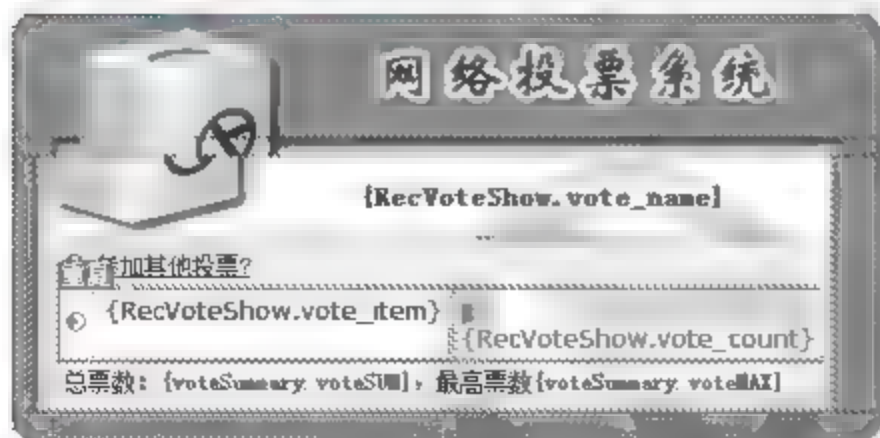 网络投票系统
{RecVoteShow.vote_name}
加其他投票?
{RecVoteShow.vote_item}
{RecVoteShow.vote_count}
总票数: {voteSummary.voteSUM}, 最高票数{voteSummary.voteMAX}